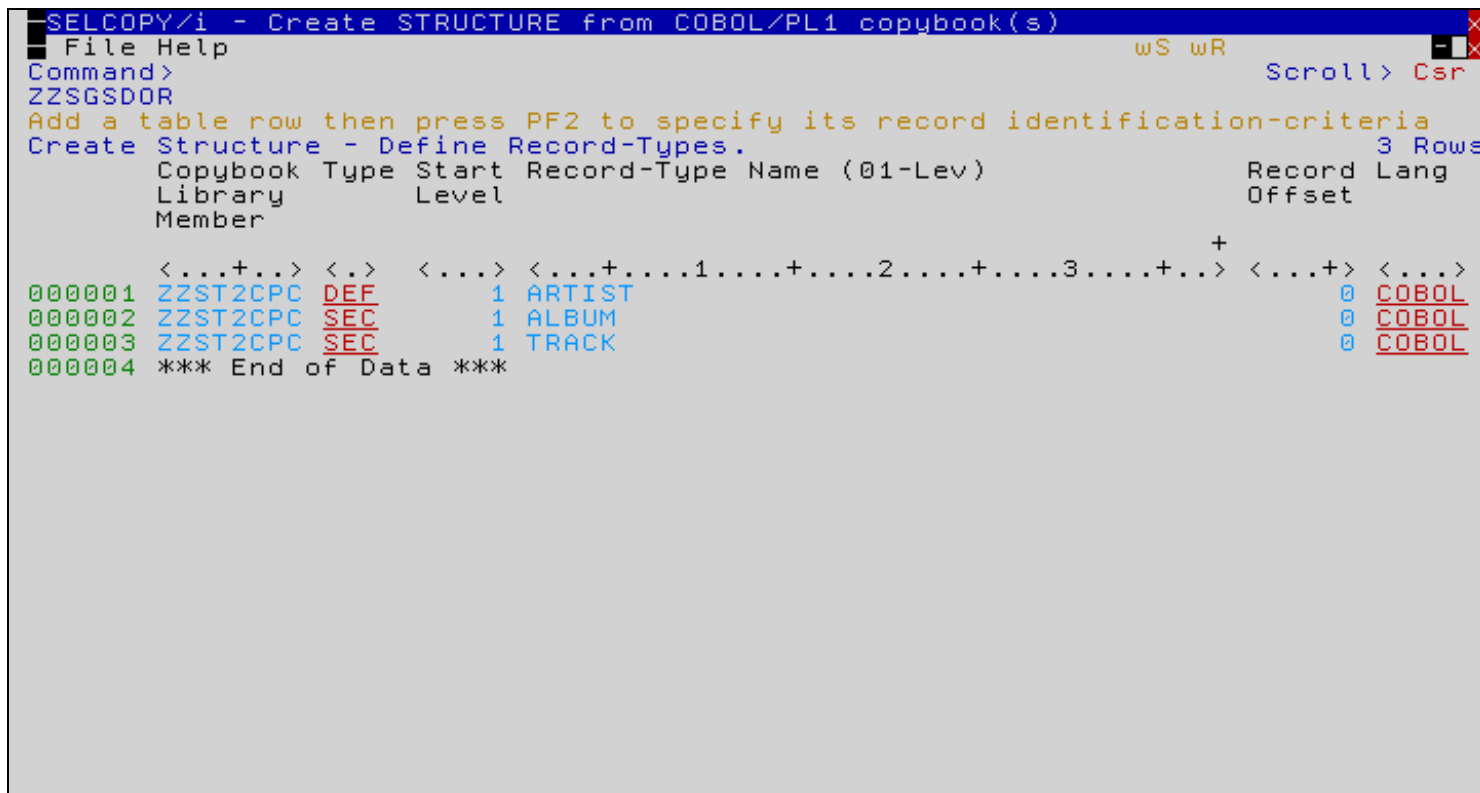 SELCOPY/i - Create STRUCTURE from COBOL/PL1 copybook(s)
File Help wS wR
Command> Scroll> Csr
ZZSGSDOR
Add a table row then press PF2 to specify its record identification-criteria
Create Structure - Define Record-Types. 3 Rows
Copybook Type Start Record-Type Name (01-Lev) Record Lang
Library Level Offset
Member
+
<...+..> <.> <...> <...+....1....+....2....+....3....+..> <...+> <...>
000001 ZZST2CPC DEF 1 ARTIST 0 COBOL
000002 ZZST2CPC SEC 1 ALBUM 0 COBOL
000003 ZZST2CPC SEC 1 TRACK 0 COBOL
000004 *** End of Data ***